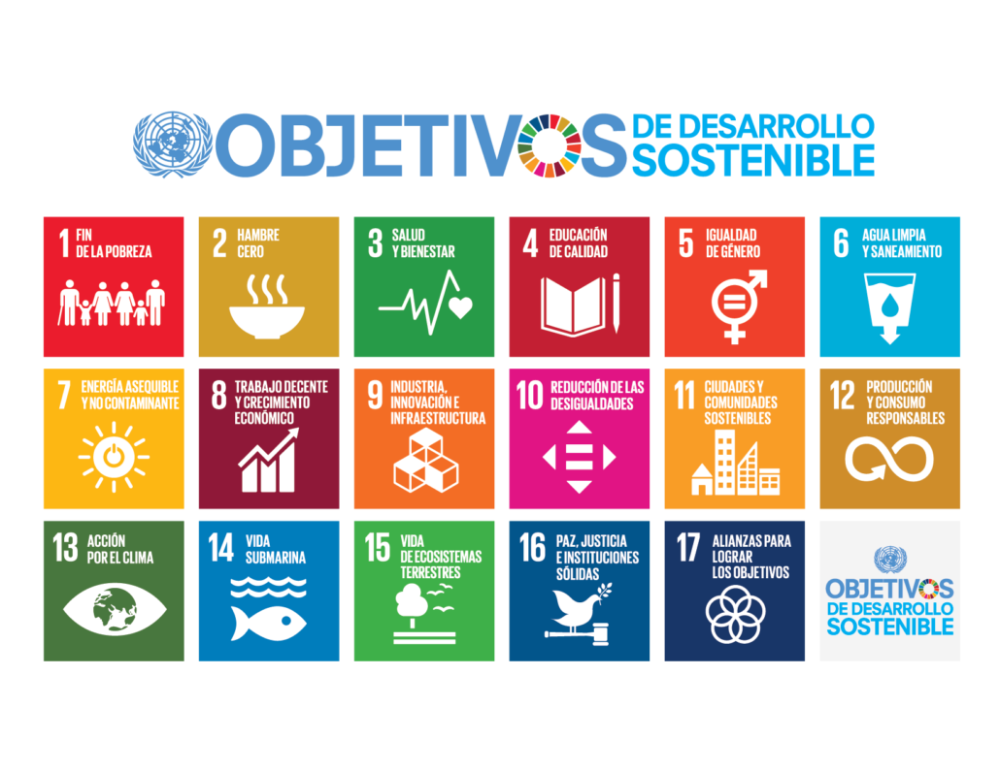 OBJETIVOS DE DESARROLLO
SOSTENIBLE
1 FIN
DE LA POBREZA
2 HAMBRE
CERO
3 SALUD
Y BIENESTAR
4 EDUCACIÓN
DE CALIDAD
5 IGUALDAD
DE GÉNERO
6 AGUA LIMPIA
Y SANEAMIENTO
7 ENERGÍA ASEQUIBLE
Y NO CONTAMINANTE
8 TRABAJO DECENTE
Y CRECIMIENTO
ECONÓMICO
9 INDUSTRIA,
INNOVACIÓN E
INFRAESTRUCTURA
10 REDUCCIÓN DE LAS
DESIGUALDADES
11 CIUDADES Y
COMUNIDADES
SOSTENIBLES
12 PRODUCCIÓN
Y CONSUMO
RESPONSABLES
13 ACCIÓN
POR EL CLIMA
14 VIDA
SUBMARINA
15 VIDA
DE ECOSISTEMAS
TERRESTRES
16 PAZ, JUSTICIA
E INSTITUCIONES
SÓLIDAS
17 ALIANZAS PARA
LOGRAR
LOS OBJETIVOS
OBJETIVOS
DE DESARROLLO
SOSTENIBLE